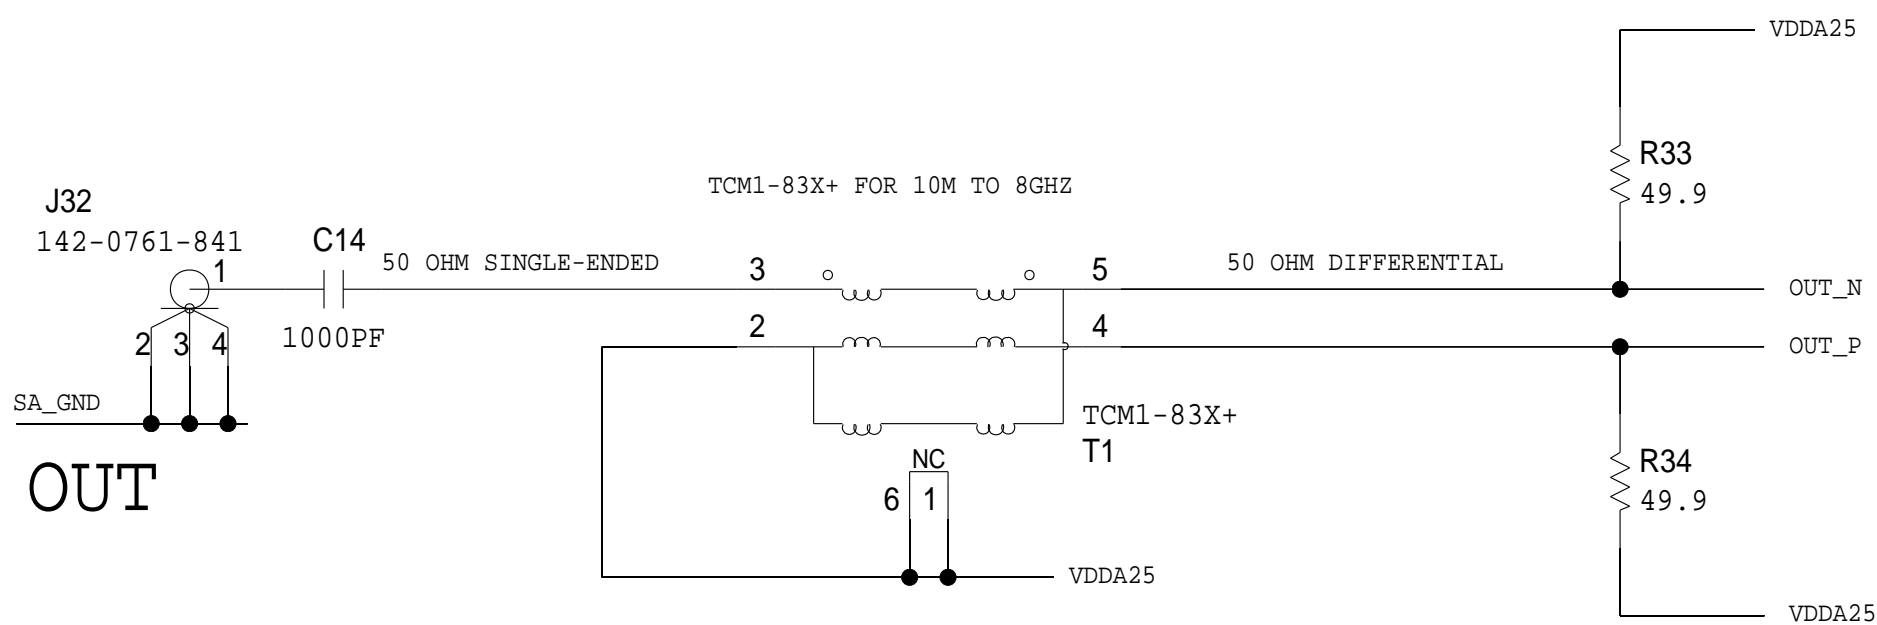 VDDA25
R33
49.9
TCM1-83X+ FOR 10M TO 8GHZ
J32
142-0761-841
C14
1
50 OHM SINGLE-ENDED
3
5
50 OHM DIFFERENTIAL
OUT_N
1000PF
2
3
4
2
4
OUT_P
SA_GND
TCM1-83X+
T1
OUT
NC
6
1
R34
49.9
VDDA25
VDDA25